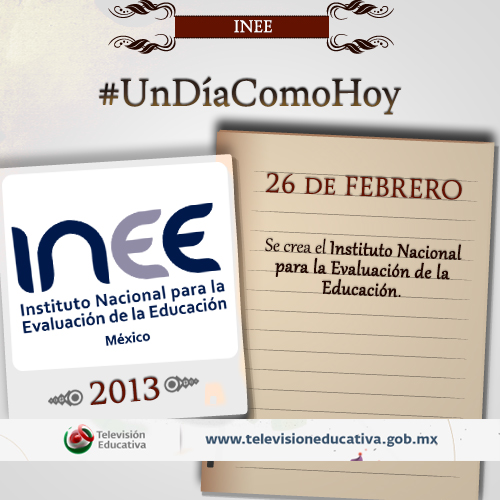 INEE
#UnDíaComoHoy
26 DE FEBRERO
Se crea el Instituto Nacional
para la Evaluación de la
Educación.
INEE
Instituto Nacional para la
Evaluación de la Educación
México
2013
Televisión
Educativa
www.televisioneducativa.gob.mx